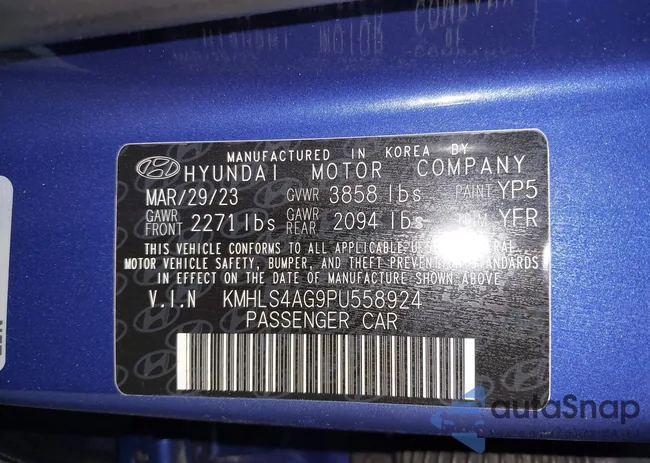 MANUFACTURED IN KOREA BY
HYUNDAI MOTOR COMPANY
MAR/29/23 GVWR 3858 lbs PAINT YP5
GAWR FRONT 2271 lbs GAWR REAR 2094 lbs TRIM YFR
THIS VEHICLE CONFORMS TO ALL APPLICABLE
MOTOR VEHICLE SAFETY, BUMPER, AND THEFT PREVENTION STANDARDS
IN EFFECT ON THE DATE OF MANUFACTURE SHOWN ABOVE.
V.I.N KMHLS4AG9PU558924
PASSENGER CAR
autoSnap